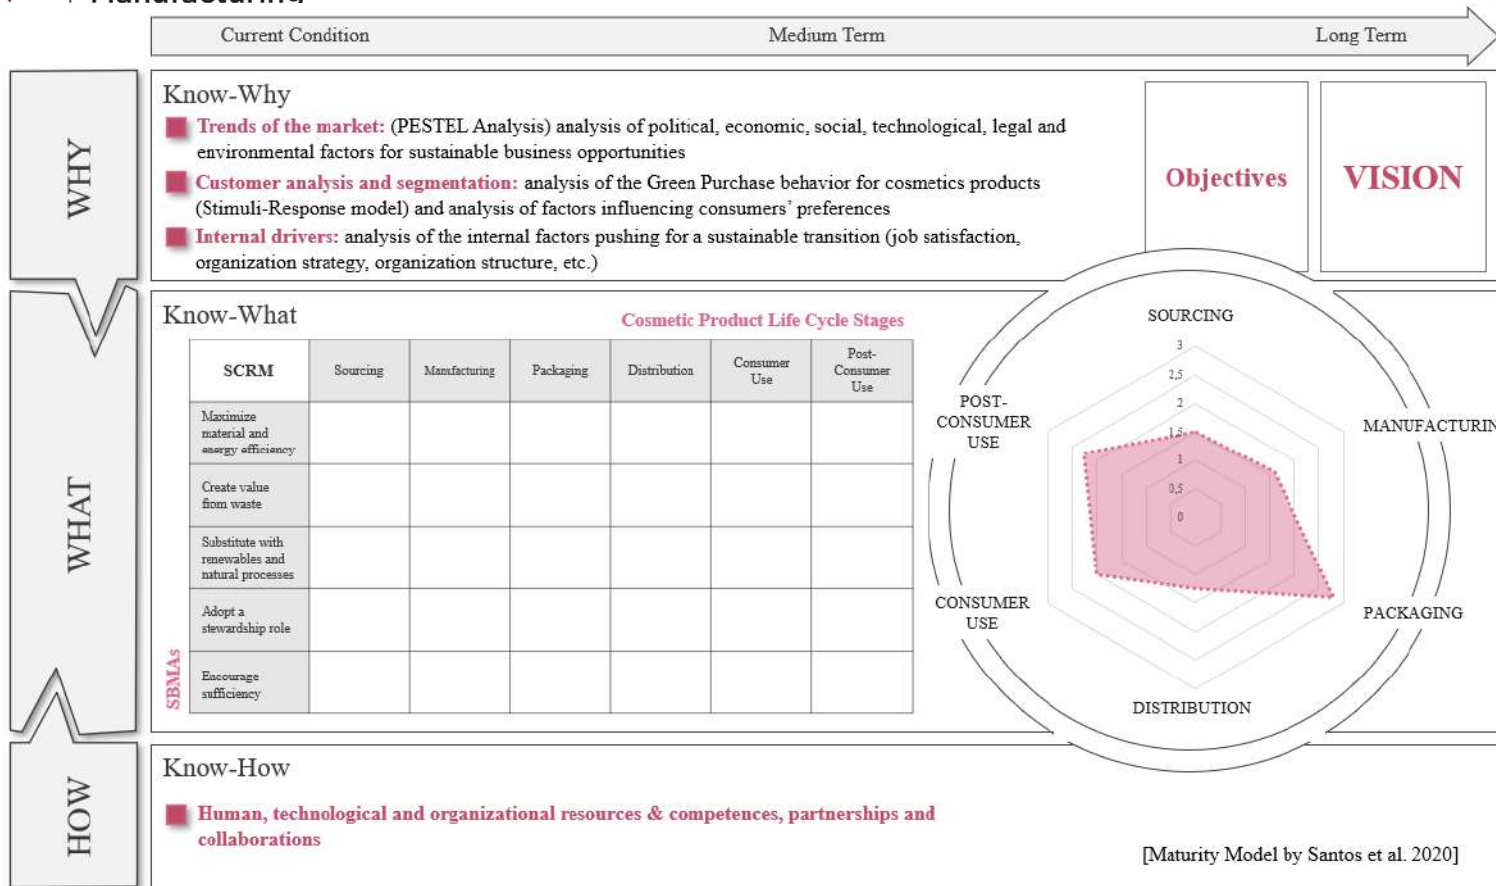 Manufacturing
Current Condition
Medium Term
Long Term
WHY
Know-Why
Trends of the market: (PESTEL Analysis) analysis of political, economic, social, technological, legal and
environmental factors for sustainable business opportunities
Customer analysis and segmentation: analysis of the Green Purchase behavior for cosmetics products
(Stimuli-Response model) and analysis of factors influencing consumers’ preferences
Internal drivers: analysis of the internal factors pushing for a sustainable transition (job satisfaction,
organization strategy, organization structure, etc.)
Objectives
VISION
WHAT
Know-What
Cosmetic Product Life Cycle Stages
SCRM
Sourcing
Manufacturing
Packaging
Distribution
Consumer
Use
Post-
Consumer
Use
Maximize
material and
energy efficiency
Create value
from waste
Substitute with
renewables and
natural processes
Adopt a
stewardship role
Encourage
sufficiency
SBMAs
SOURCING
3
2,5
2
1,5
1
0,5
0
MANUFACTURIN
PACKAGING
DISTRIBUTION
CONSUMER
USE
POST-
CONSUMER
USE
HOW
Know-How
Human, technological and organizational resources & competences, partnerships and
collaborations
[Maturity Model by Santos et al. 2020]